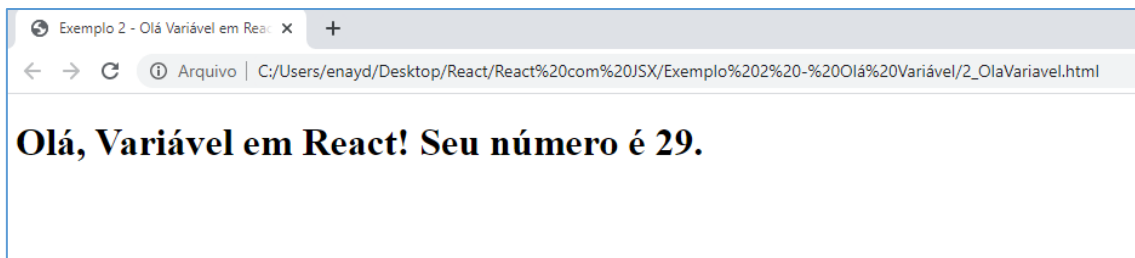 Exemplo 2 - Olá Variável em Reac
Arquivo C:/Users/enayd/Desktop/React/React%20com%20JSX/Exemplo%202%20-%20Olá%20Variável/2_OlaVariavel.html
Olá, Variável em React! Seu número é 29.